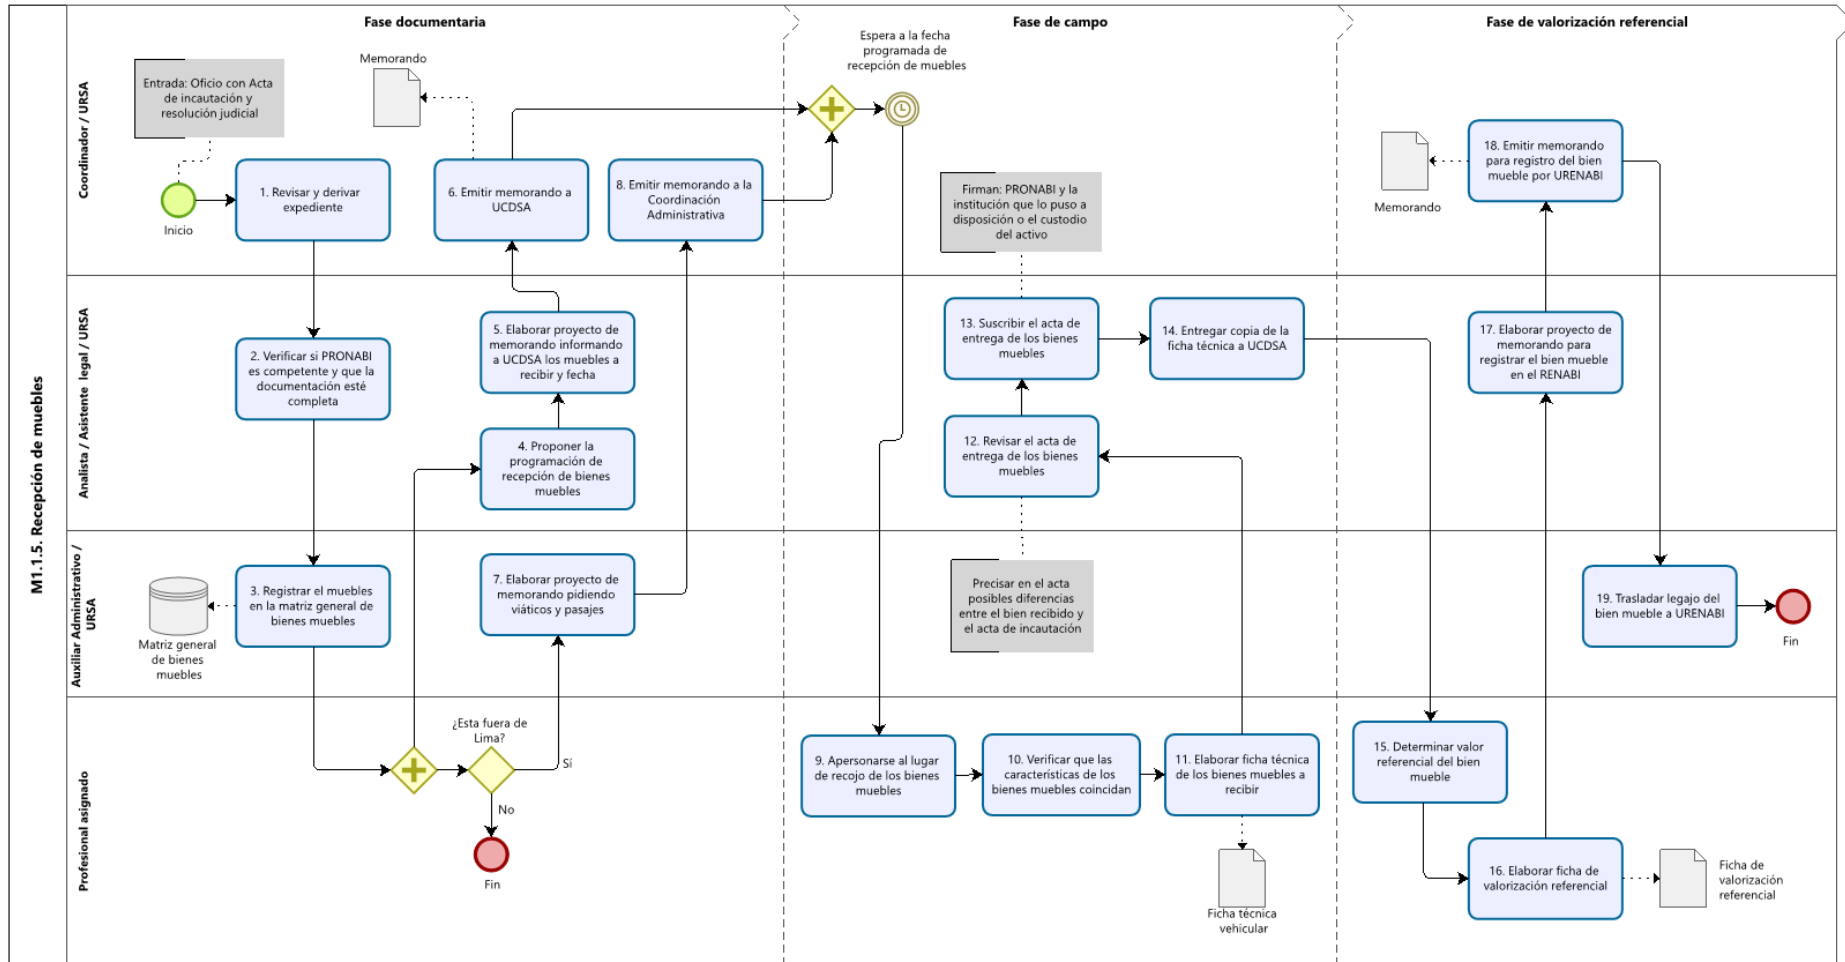 M1.1.5. Recepción de muebles
Fase documentaria
Fase de campo
Fase de valorización referencial
Coordinador / URSA
Entrada: Oficio con Acta
de incautación y
resolución judicial
Inicio
1. Revisar y derivar
expediente
Memorando
6. Emitir memorando a
UCDSA
8. Emitir memorando a la
Coordinación
Administrativa
Espera a la fecha
programada de
recepción de muebles
Firman: PRONABI y la
institución que lo puso a
disposición o el custodio
del activo
Memorando
18. Emitir memorando
para registro del bien
mueble por URENABI
Analista / Asistente legal / URSA
2. Verificar si PRONABI
es competente y que la
documentación esté
completa
5. Elaborar proyecto de
memorando informando
a UCDSA los muebles a
recibir y fecha
4. Proponer la
programación de
recepción de bienes
muebles
13. Suscribir el acta de
entrega de los bienes
muebles
14. Entregar copia de la
ficha técnica a UCDSA
12. Revisar el acta de
entrega de los bienes
muebles
17. Elaborar proyecto de
memorando para
registrar el bien mueble
en el RENABI
Auxiliar Administrativo /
URSA
Matriz general
de bienes
muebles
3. Registrar el muebles
en la matriz general de
bienes muebles
7. Elaborar proyecto de
memorando pidiendo
viáticos y pasajes
Precisar en el acta
posibles diferencias
entre el bien recibido y
el acta de incautación
19. Trasladar legajo del
bien mueble a URENABI
Fin
Profesional asignado
¿Esta fuera de
Lima?
Sí
No
Fin
9. Apersonarse al lugar
de recojo de los bienes
muebles
10. Verificar que las
características de los
bienes muebles coincidan
11. Elaborar ficha técnica
de los bienes muebles a
recibir
Ficha técnica
vehicular
15. Determinar valor
referencial del bien
mueble
16. Elaborar ficha de
valorización referencial
Ficha de
valorización
referencial